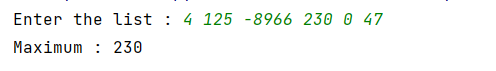 Enter the list : 4 125 -8966 230 0 47
Maximum : 230